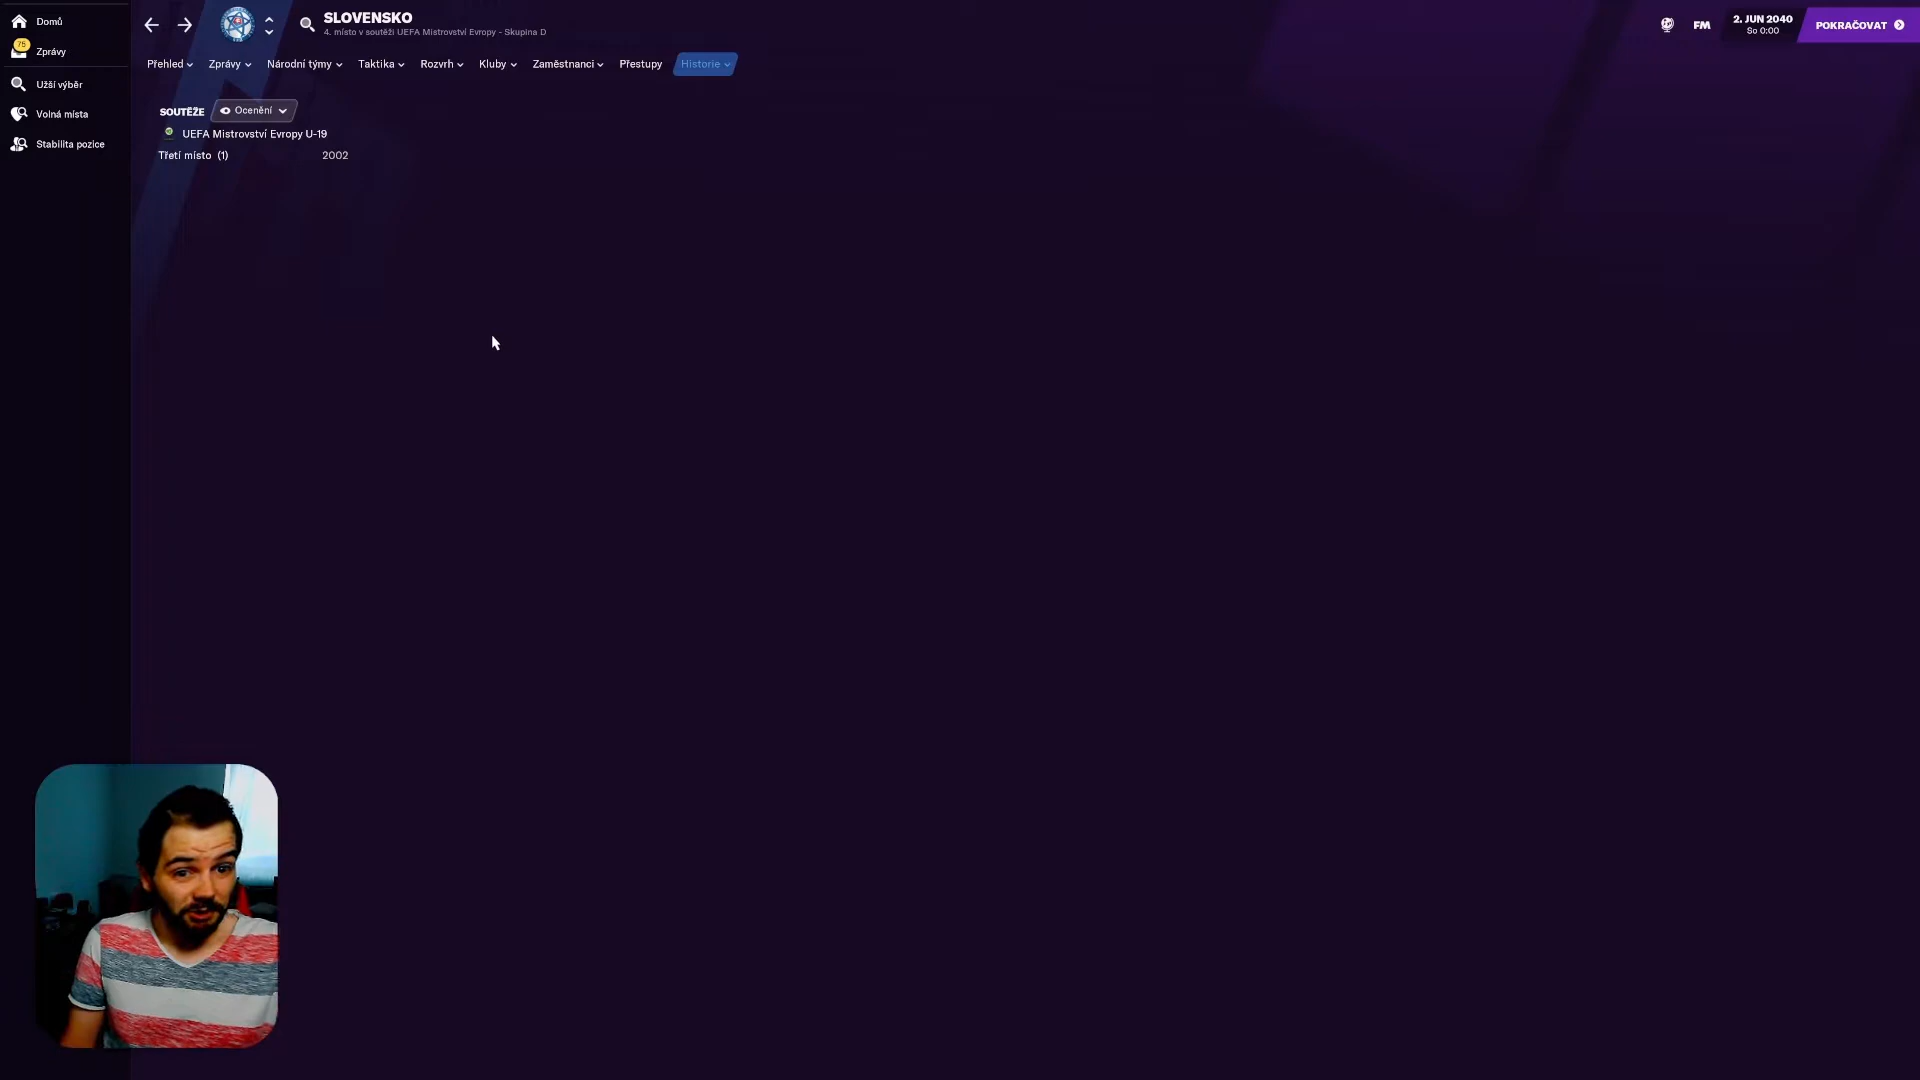 Domů
75
Zprávy
Užší výběr
Volná místa
Stabilita pozice
SLOVENSKO
4. místo v soutěži UEFA Mistrovství Evropy - Skupina D
FM
2. JUN 2040
So 0:00
POKRAČOVAT
Přehled
Zprávy
Národní týmy
Taktika
Rozvrh
Kluby
Zaměstnanci
Přestupy
Historie
SOUTĚŽE
Ocenění
UEFA Mistrovství Evropy U-19
Třetí místo (1) 2002